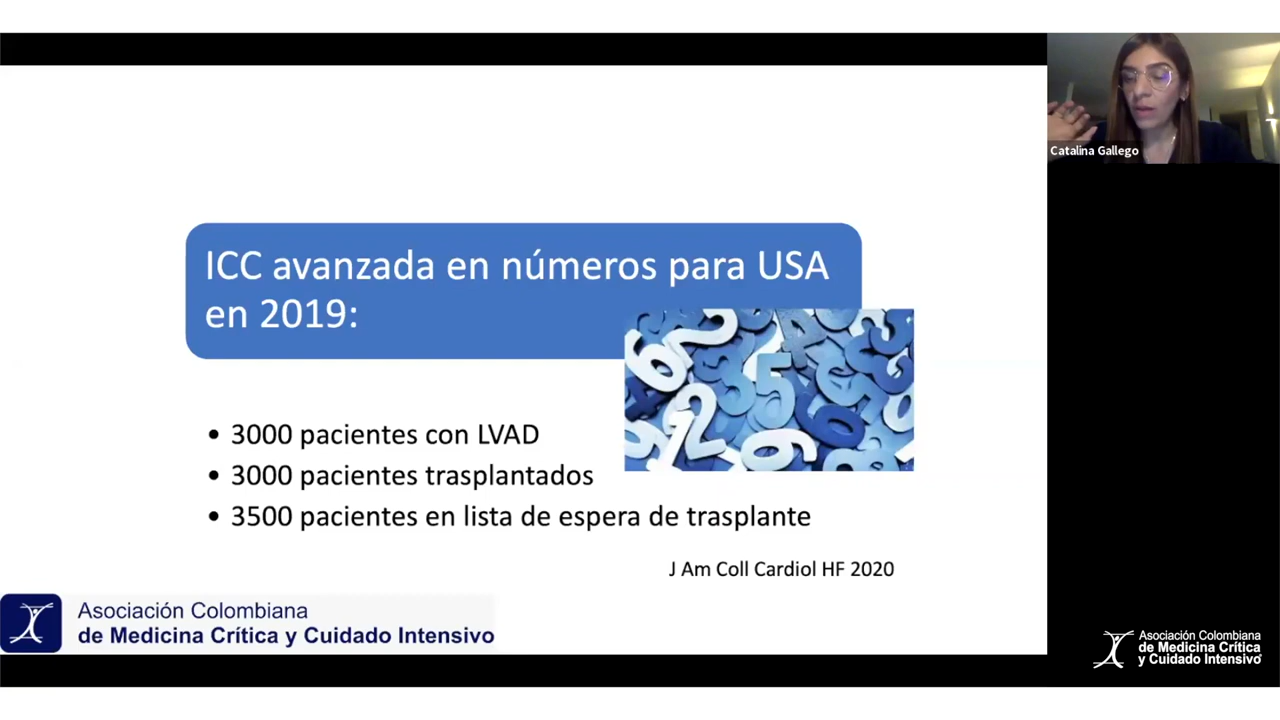 Catalina Gallego
ICC avanzada en números para USA
en 2019:
• 3000 pacientes con LVAD
• 3000 pacientes trasplantados
• 3500 pacientes en lista de espera de trasplante
J Am Coll Cardiol HF 2020
Asociación Colombiana
de Medicina Crítica y Cuidado Intensivo
Asociación Colombiana
de Medicina Crítica
y Cuidado Intensivo